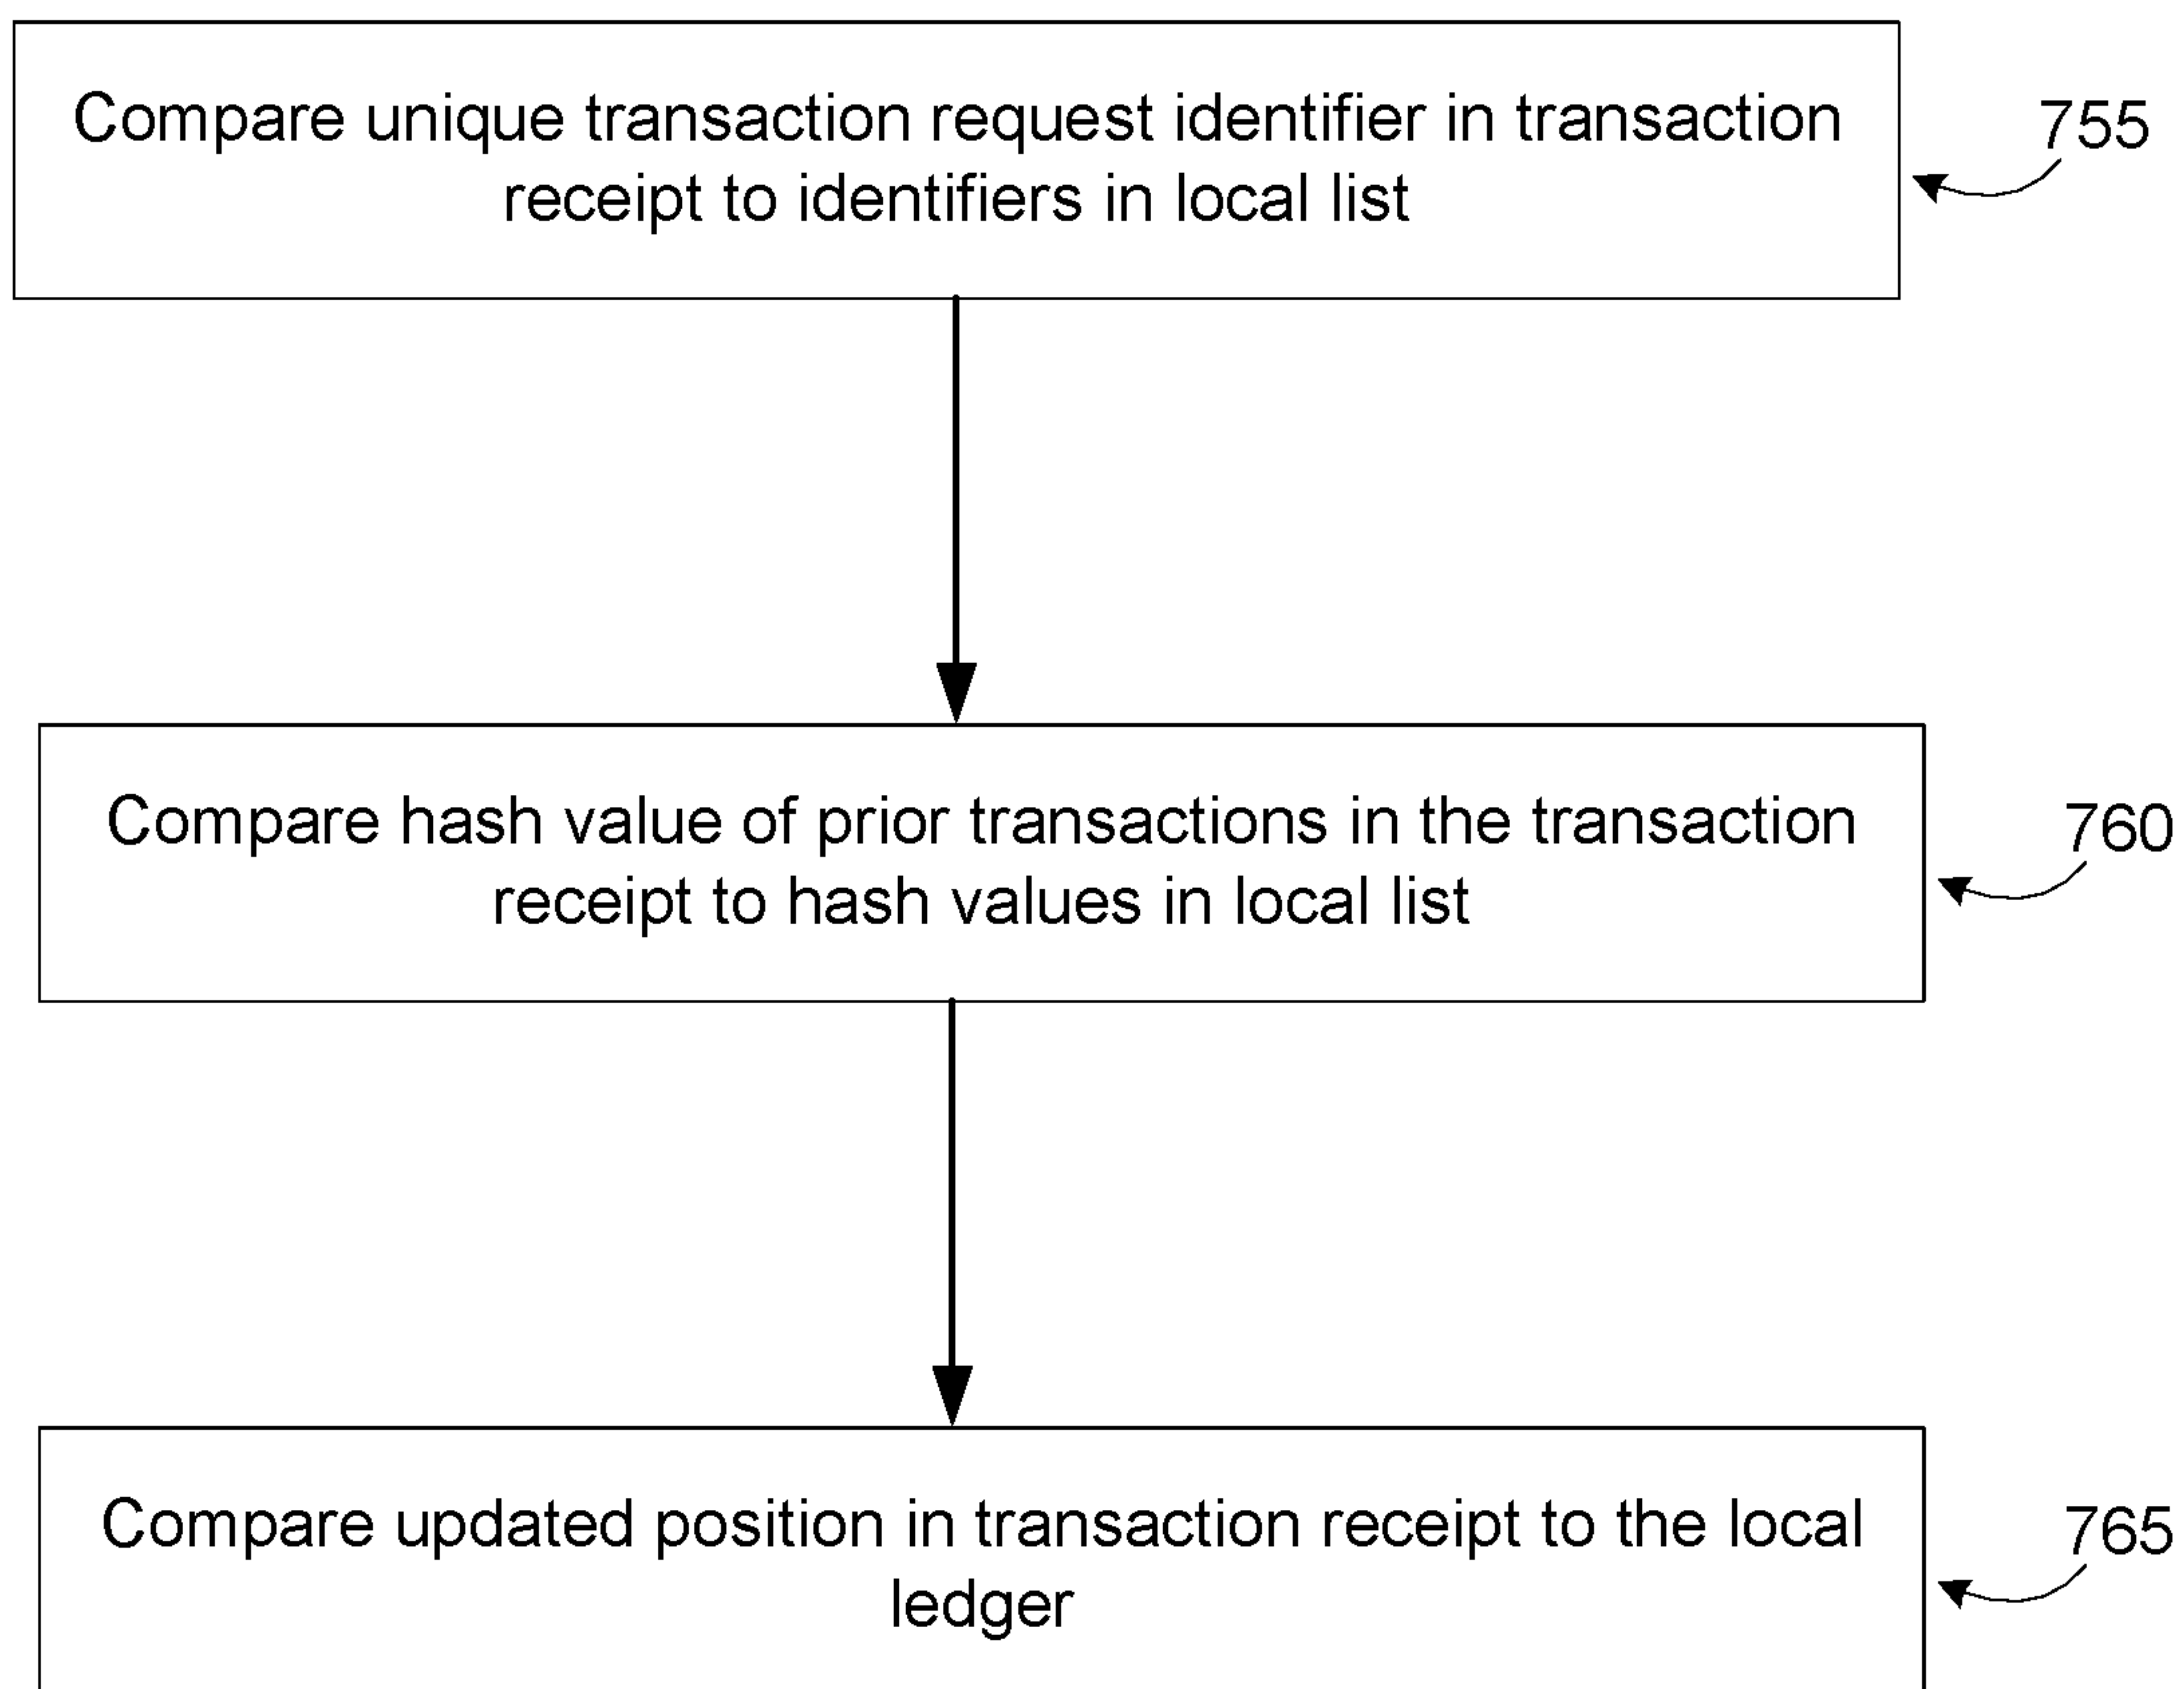 Compare unique transaction request identifier in transaction
receipt to identifiers in local list
755
Compare hash value of prior transactions in the transaction
receipt to hash values in local list
760
Compare updated position in transaction receipt to the local
ledger
765